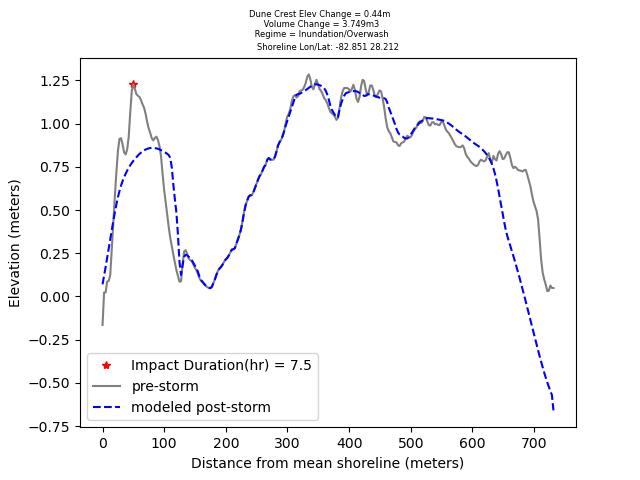 Dune Crest Elev Change = 0.44m
Volume Change = 3.749m3
Regime = Inundation/Overwash
Shoreline Lon/Lat: -82.851 28.212
1.25
1.00
0.75
0.50
0.25
0.00
−0.25
−0.50
−0.75
Elevation (meters)
Impact Duration(hr) = 7.5
pre-storm
modeled post-storm
0 100 200 300 400 500 600 700
Distance from mean shoreline (meters)